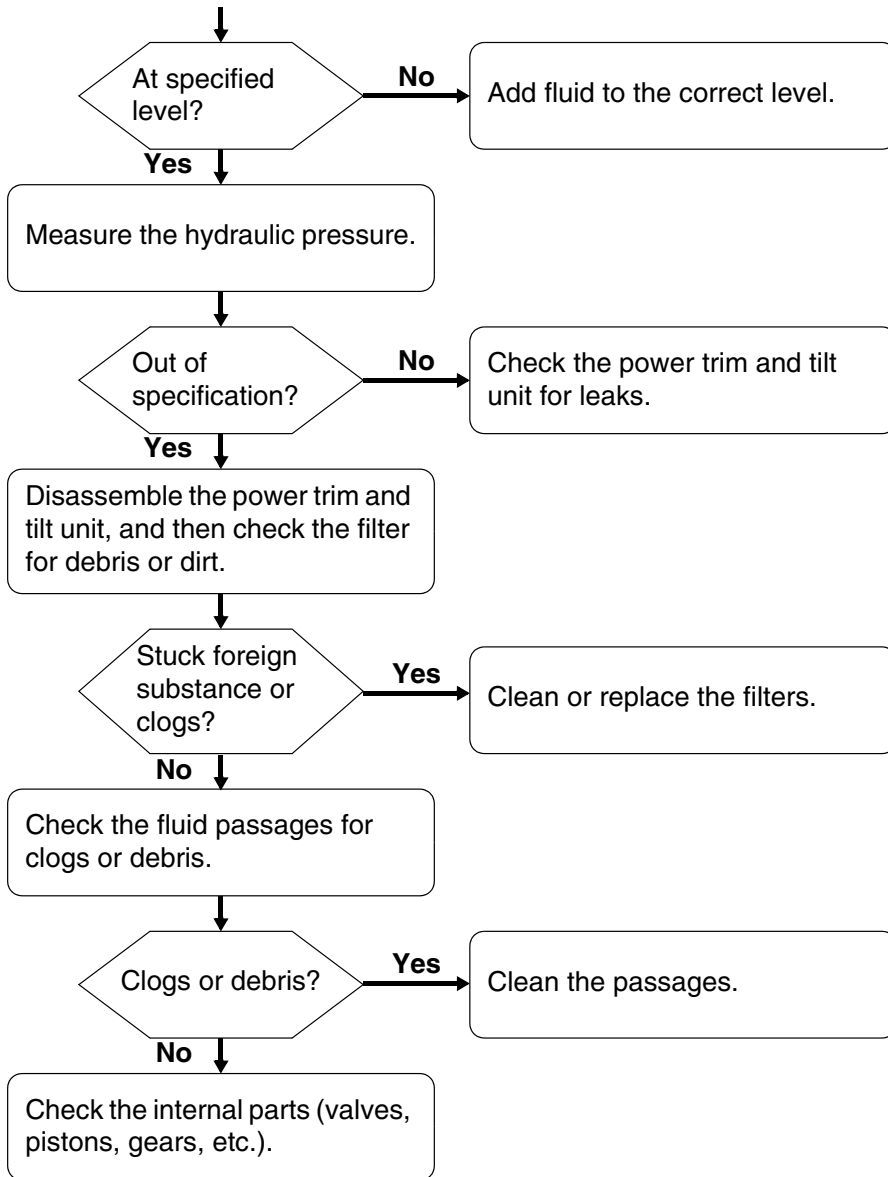 At specified
level?
No
Add fluid to the correct level.
Yes
Measure the hydraulic pressure.
Out of
specification?
No
Check the power trim and tilt
unit for leaks.
Yes
Disassemble the power trim and
tilt unit, and then check the filter
for debris or dirt.
Stuck foreign
substance or
clogs?
Yes
Clean or replace the filters.
No
Check the fluid passages for
clogs or debris.
Clogs or debris?
Yes
Clean the passages.
No
Check the internal parts (valves,
pistons, gears, etc.).